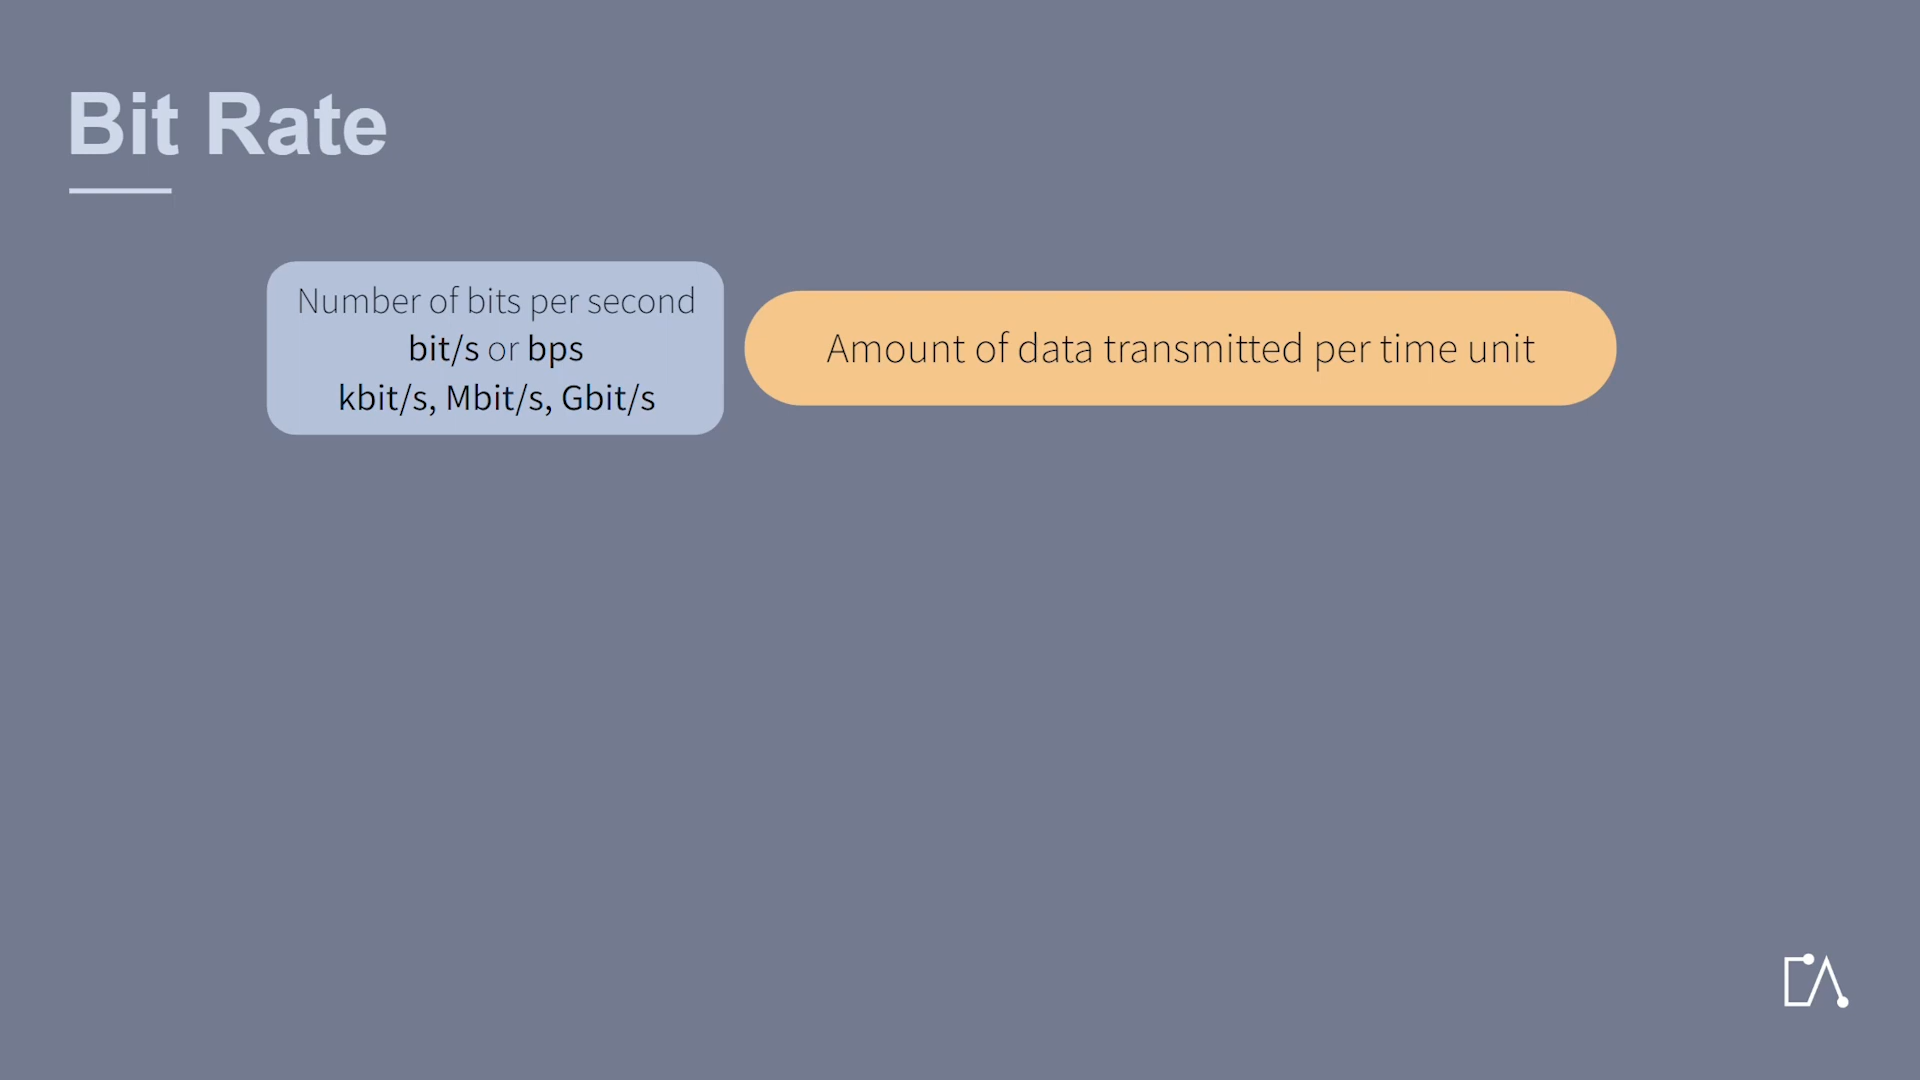 Bit Rate
Number of bits per second
bit/s or bps
kbit/s, Mbit/s, Gbit/s
Amount of data transmitted per time unit